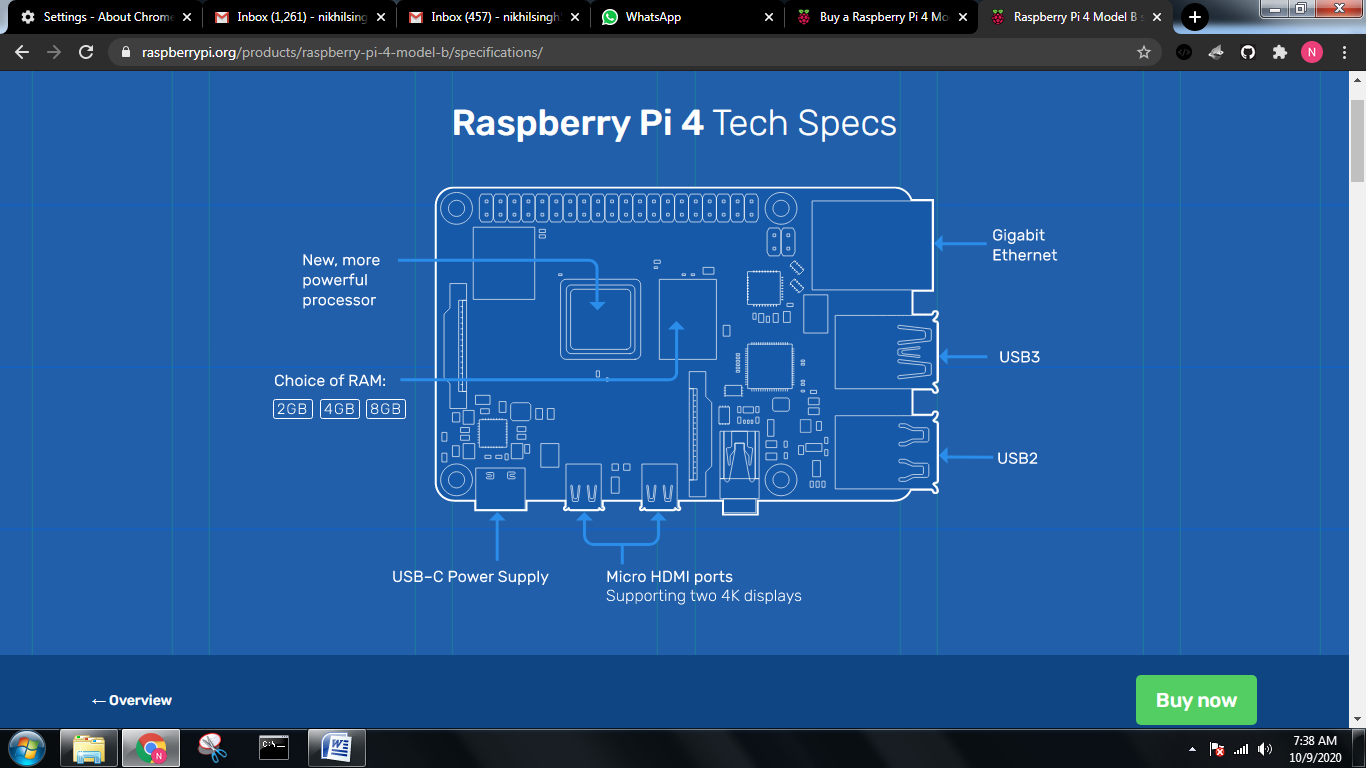 Settings - About Chrome
Inbox (1,261) - nikhilsing
Inbox (457) - nikhilsingh
WhatsApp
Buy a Raspberry Pi 4 Mo
Raspberry Pi 4 Model B s
raspberrypi.org/products/raspberry-pi-4-model-b/specifications/
N
Raspberry Pi 4 Tech Specs
Gigabit
Ethernet
New, more
powerful
processor
USB3
Choice of RAM:
2GB 4GB 8GB
USB2
USB-C Power Supply
Micro HDMI ports
Supporting two 4K displays
←Overview
Buy now
N
C:\_
W
7:38 AM
10/9/2020